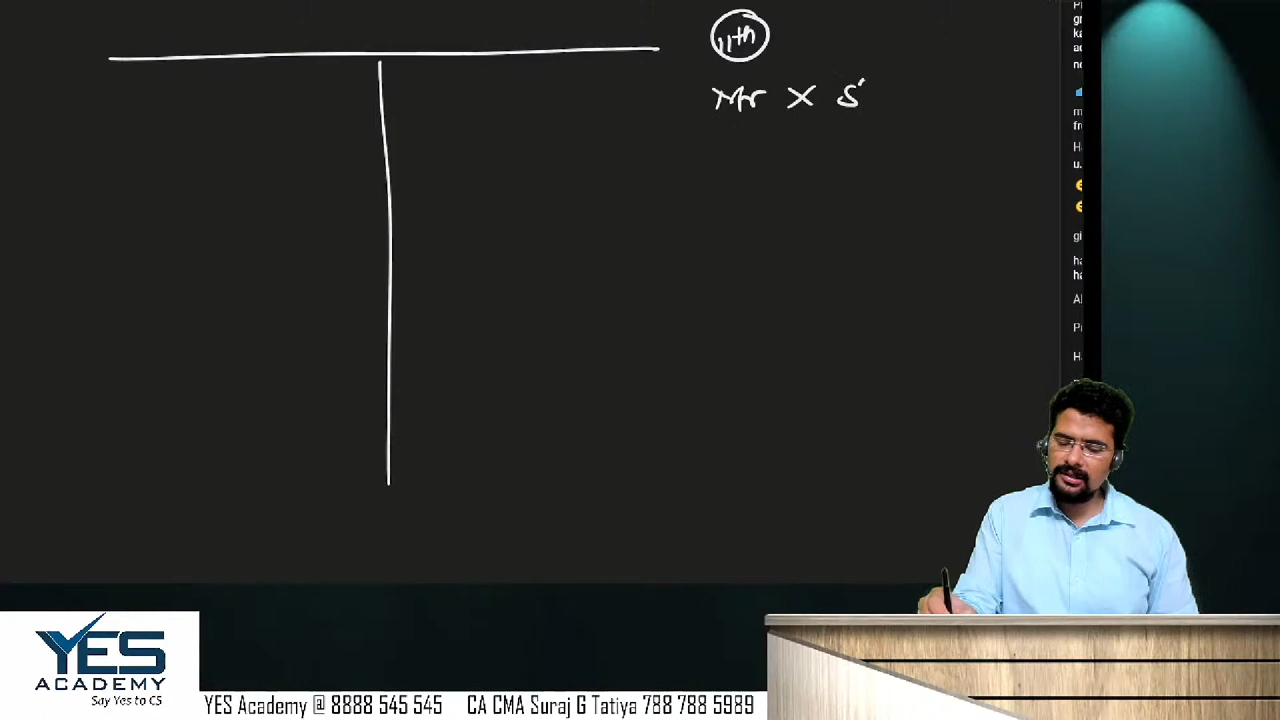 11th
Mr X S
YES
ACADEMY
Say Yes to CS
YES Academy @ 8888 545 545 CA CMA Suraj G Tatiya 788 788 5989